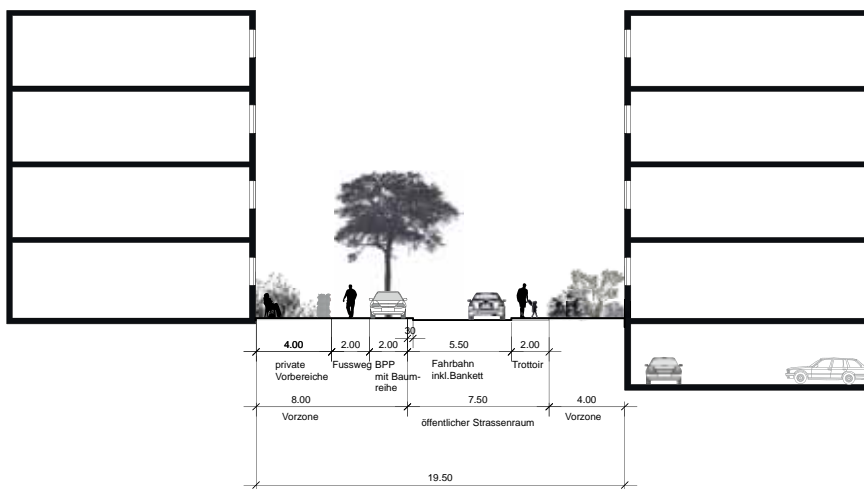 30
4.00 2.00 2.00 5.50 2.00
private Vorbereiche
Fussweg
BPP mit Baum-
reihe
Fahrbahn
inkl.Bankett
Trottoir
8.00 7.50 4.00
Vorzone öffentlicher Strassenraum Vorzone
19.50